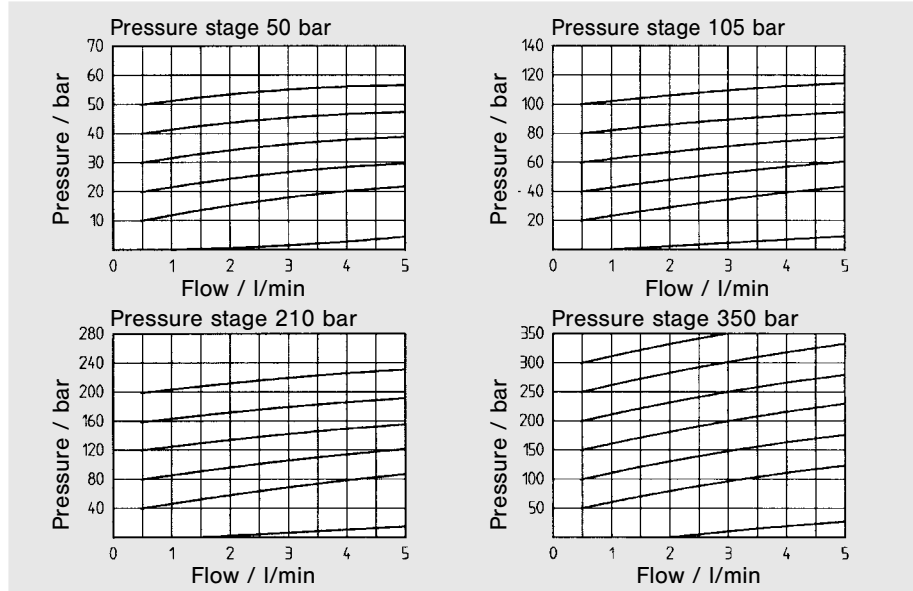 Pressure stage 50 bar
Pressure / bar
70
60
50
40
30
20
10
0 1 2 3 4 5
Flow / l/min
Pressure stage 105 bar
Pressure / bar
140
120
100
80
60
40
20
0 1 2 3 4 5
Flow / l/min
Pressure stage 210 bar
Pressure / bar
280
240
200
160
120
80
40
0 1 2 3 4 5
Flow / l/min
Pressure stage 350 bar
Pressure / bar
350
300
250
200
150
100
50
0 1 2 3 4 5
Flow / l/min